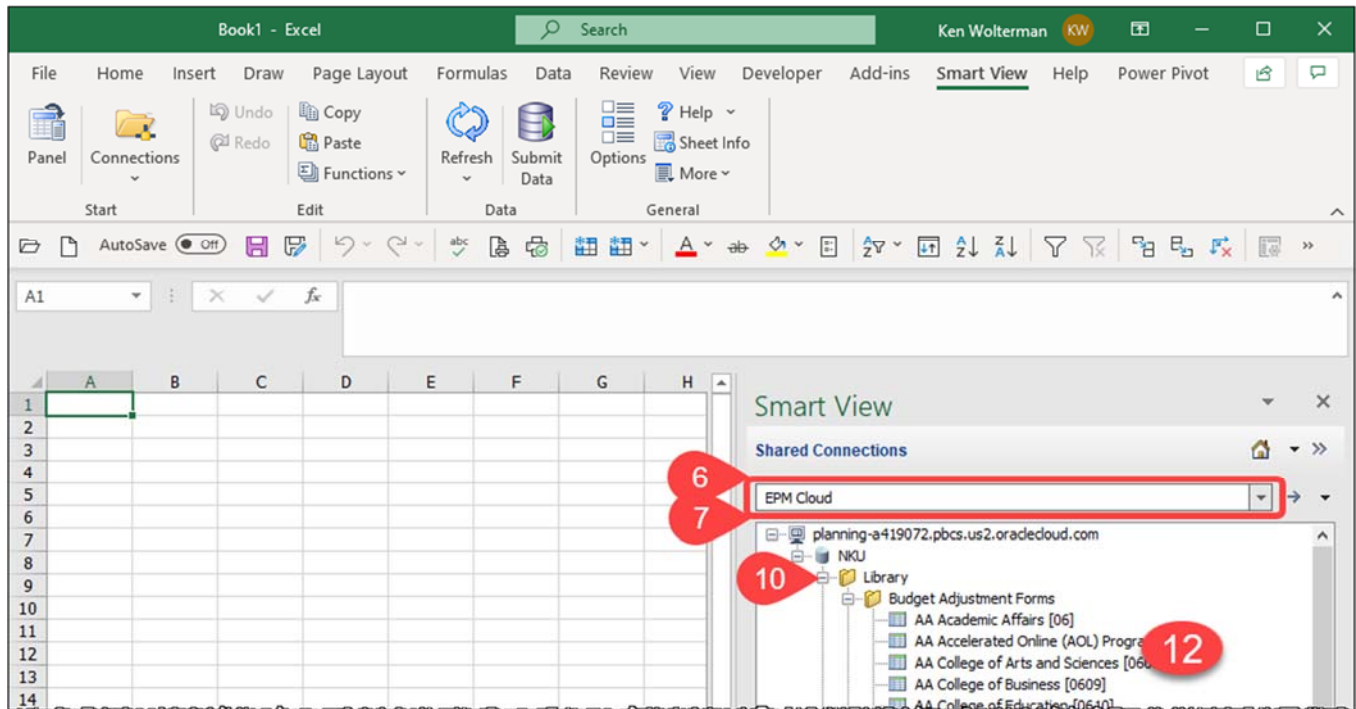 Book1 - Excel
Search
Ken Wolterman KW
File Home Insert Draw Page Layout Formulas Data Review View Developer Add-ins Smart View Help Power Pivot
Undo Copy Help
Redo Paste Sheet Info
Panel Connections Functions Refresh Submit Data Options More
Start Edit Data General
AutoSave Off
A1 fx
A B C D E F G H
1
2
3
4
5
6
7
8
9
10
11
12
13
14
Smart View
Shared Connections
6
EPM Cloud
7
planning-a419072.pbcs.us2.oraclecloud.com
NKU
10 Library
Budget Adjustment Forms
AA Academic Affairs [06]
AA Accelerated Online (AOL)
12
AA College of Arts and Sciences
AA College of Business [0609]
AA College of Education [0640]